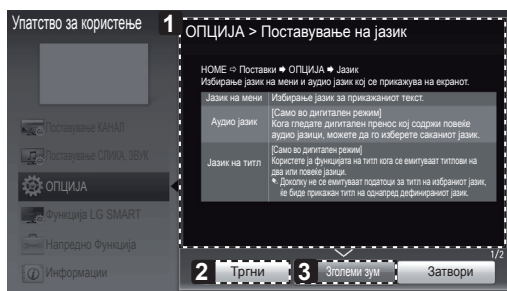 Упатство за користење
1
ОПЦИЈА > Поставување на јазик
HOME ⇨ Поставки ➡ ОПЦИЈА ➡ Јазик
Избирање јазик на мени и аудио јазик кој се прикажува на екранот.
Јазик на мени
Избирање јазик за прикажаниот текст.
Аудио јазик
[Само во дигитален режим]
Кога гледате дигитален пренос кој содржи повеќе
аудио јазици, можете да го изберете саканиот јазик.
Јазик на титл
[Само во дигитален режим]
Користете ја функцијата на титл кога се емитуваат титлови на
два или повеќе јазици.
✎ Доколку не се емитуваат податоци за титл на избраниот јазик,
ќе биде прикажан титл на однапред дефинираниот јазик.
Поставување КАНАЛ
Поставување СЛИКА, ЗВУК
ОПЦИЈА
Функција LG SMART
Напредно Функција
Информации
1/2
2 Тргни
3 Зголеми зум
Затвори